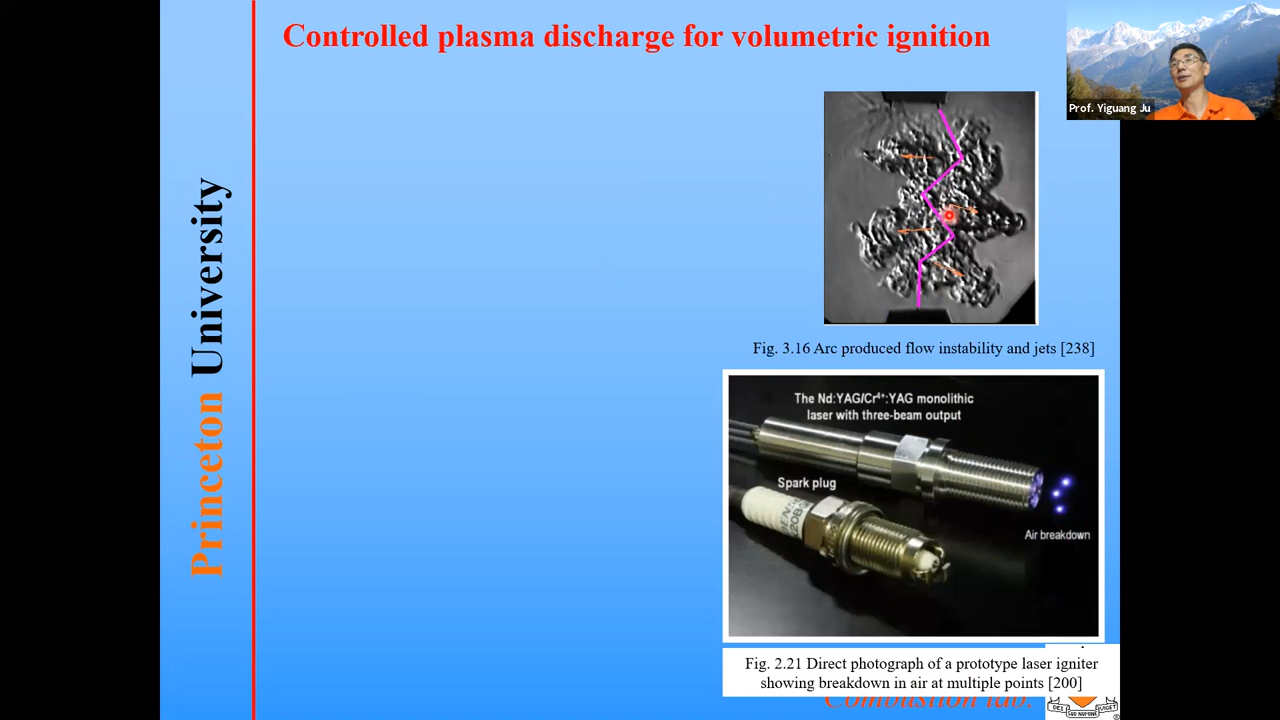 Controlled plasma discharge for volumetric ignition
Prof. Yiguang Ju
Princeton University
Fig. 3.16 Arc produced flow instability and jets [238]
The Nd:YAG/Cr⁴⁺:YAG monolithic
laser with three-beam output
Spark plug
Air breakdown
Fig. 2.21 Direct photograph of a prototype laser igniter
showing breakdown in air at multiple points [200]
Combustion lab.